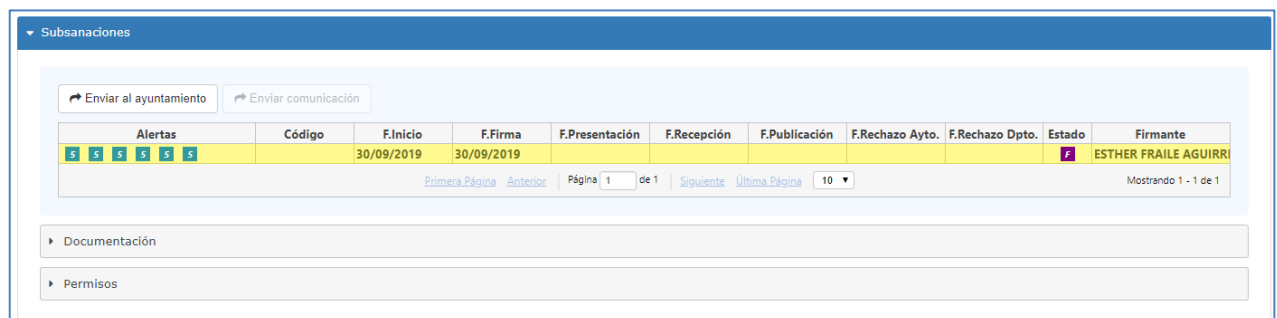 Subsanaciones
Enviar al ayuntamiento Enviar comunicación
Alertas Código F.Inicio F.Firma F.Presentación F.Recepción F.Publicación F.Rechazo Ayto. F.Rechazo Dpto. Estado Firmante
S S S S S S 30/09/2019 30/09/2019 F ESTHER FRAILE AGUIRRE
Primera Página Anterior Página 1 de 1 Siguiente Última Página 10 Mostrando 1 - 1 de 1
Documentación
Permisos